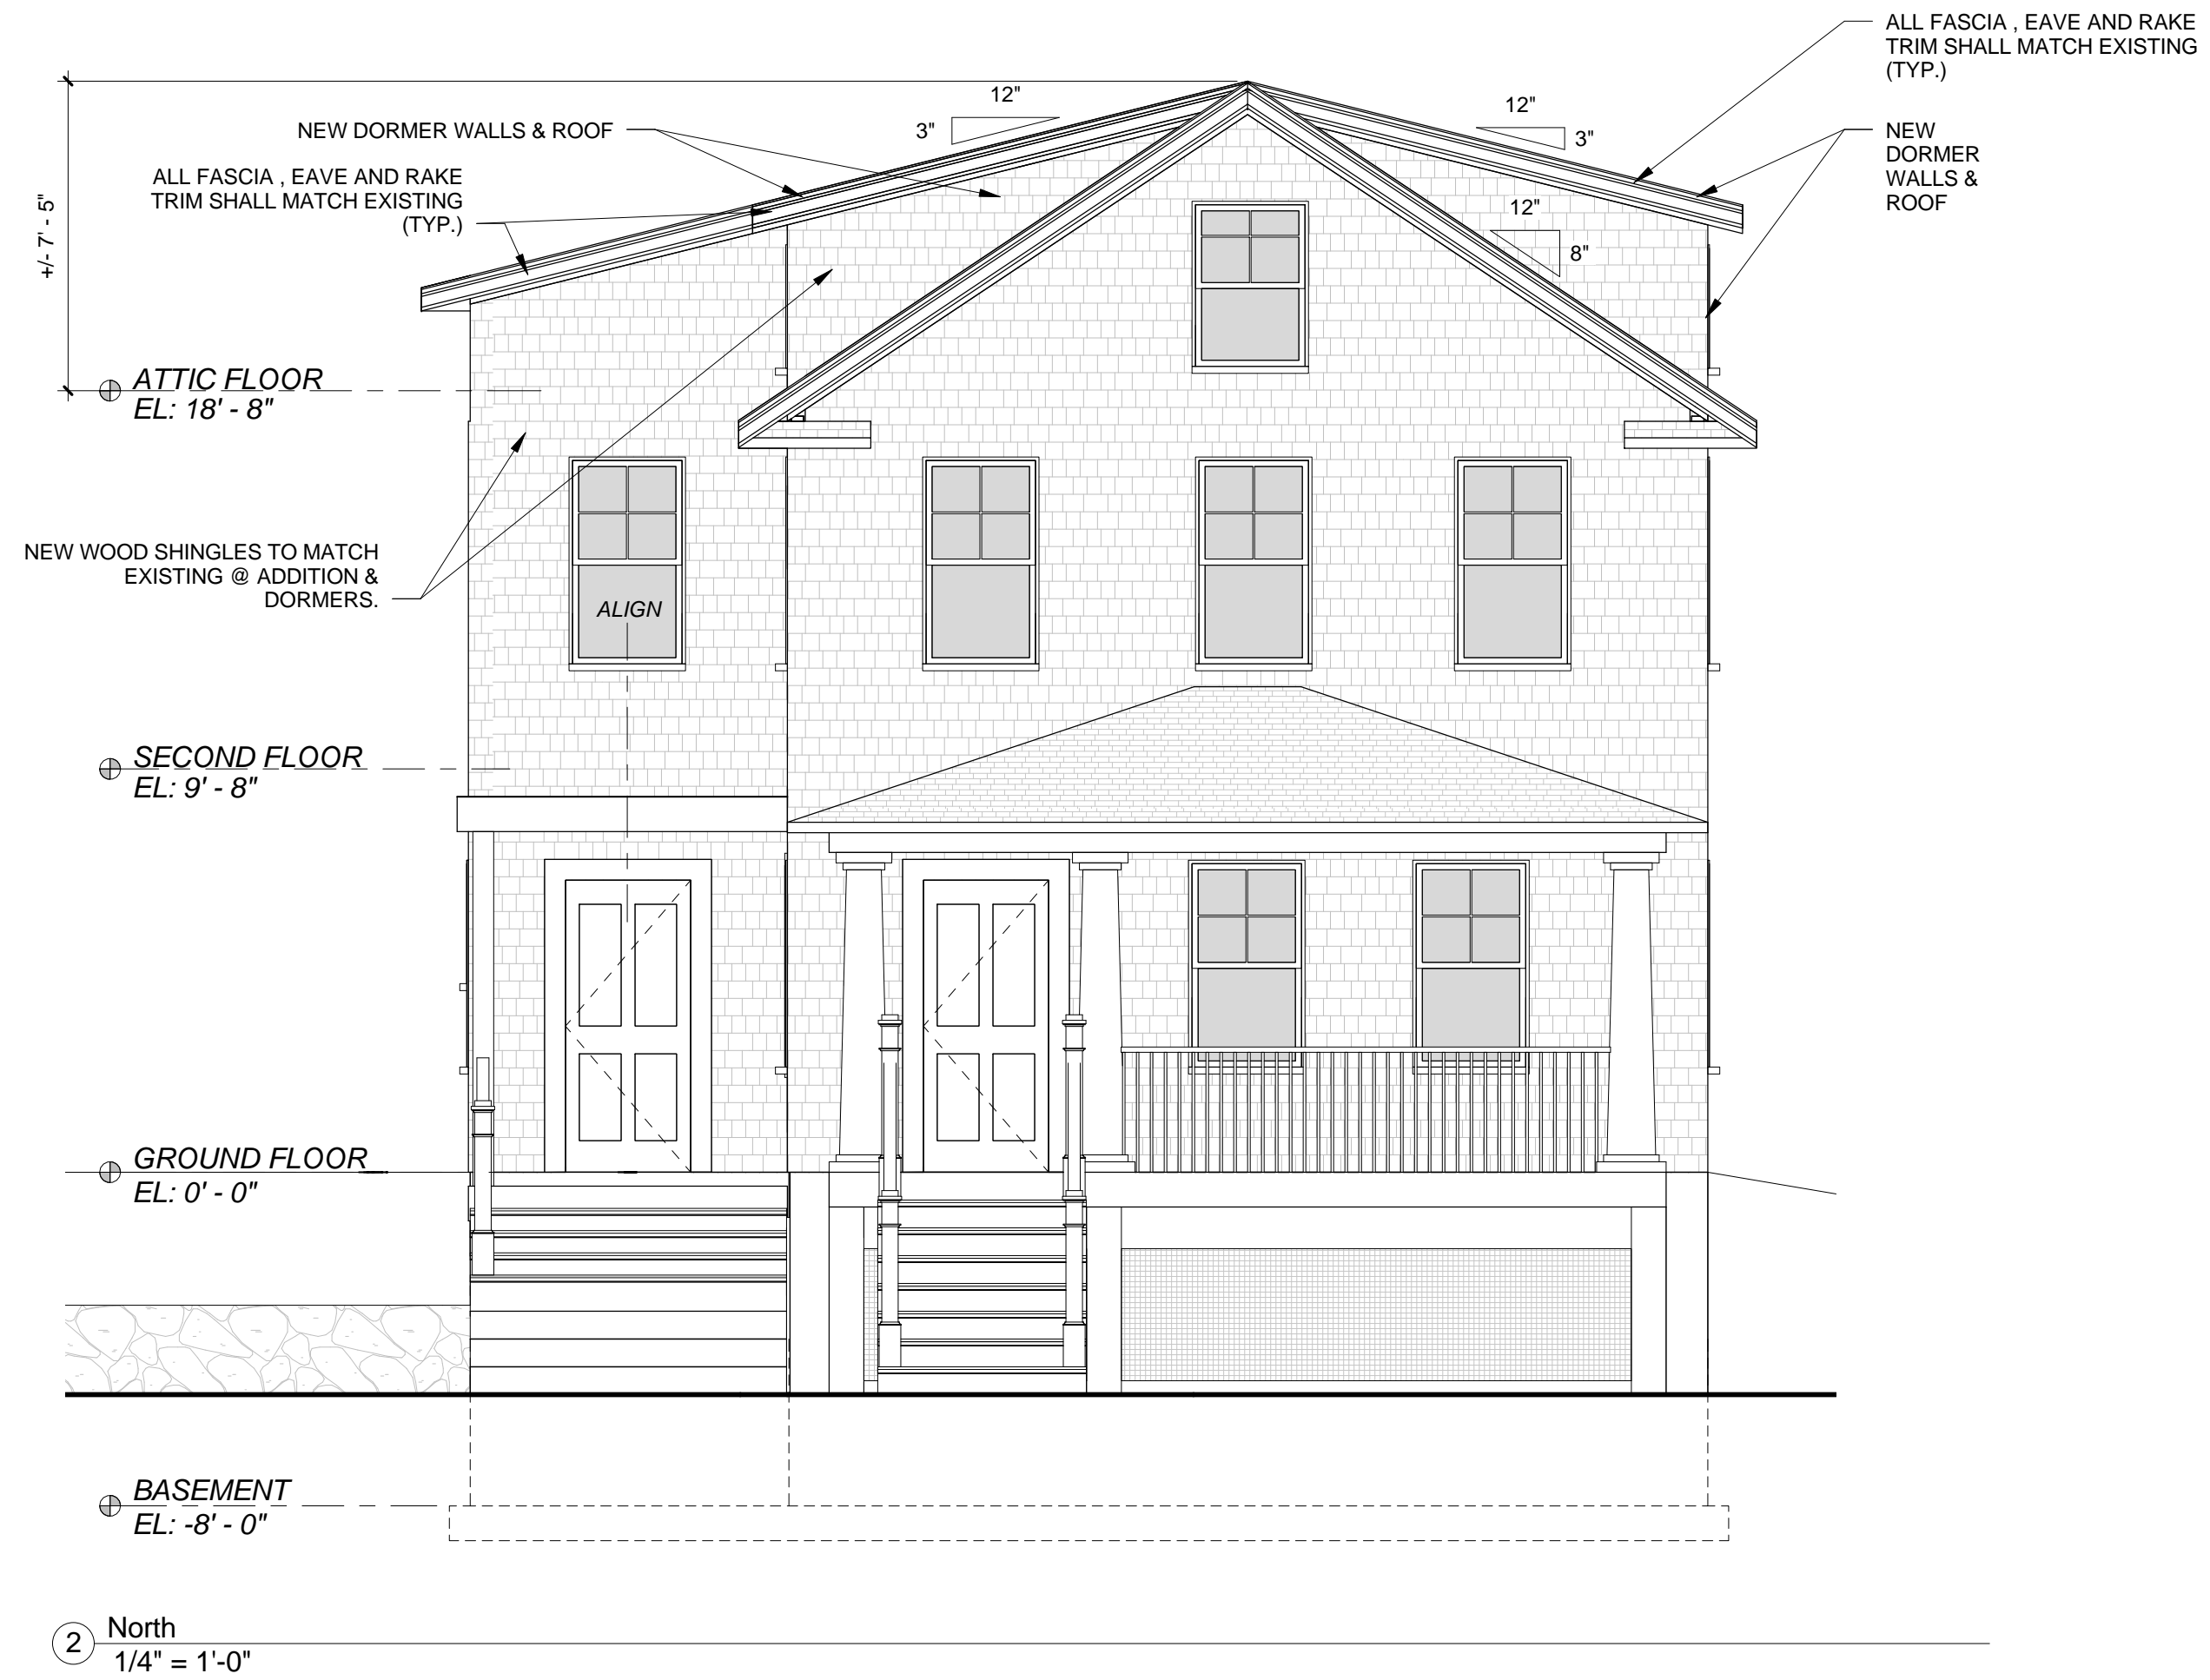 ALL FASCIA , EAVE AND RAKE
TRIM SHALL MATCH EXISTING
(TYP.)
12"
3"
12"
3"
NEW DORMER WALLS & ROOF
NEW
DORMER
WALLS &
ROOF
ALL FASCIA , EAVE AND RAKE
TRIM SHALL MATCH EXISTING
(TYP.)
+/- 7' - 5"
12"
8"
ATTIC FLOOR
EL: 18' - 8"
NEW WOOD SHINGLES TO MATCH
EXISTING @ ADDITION &
DORMERS.
ALIGN
SECOND FLOOR
EL: 9' - 8"
GROUND FLOOR
EL: 0' - 0"
BASEMENT
EL: -8' - 0"
2
North
1/4" = 1'-0"